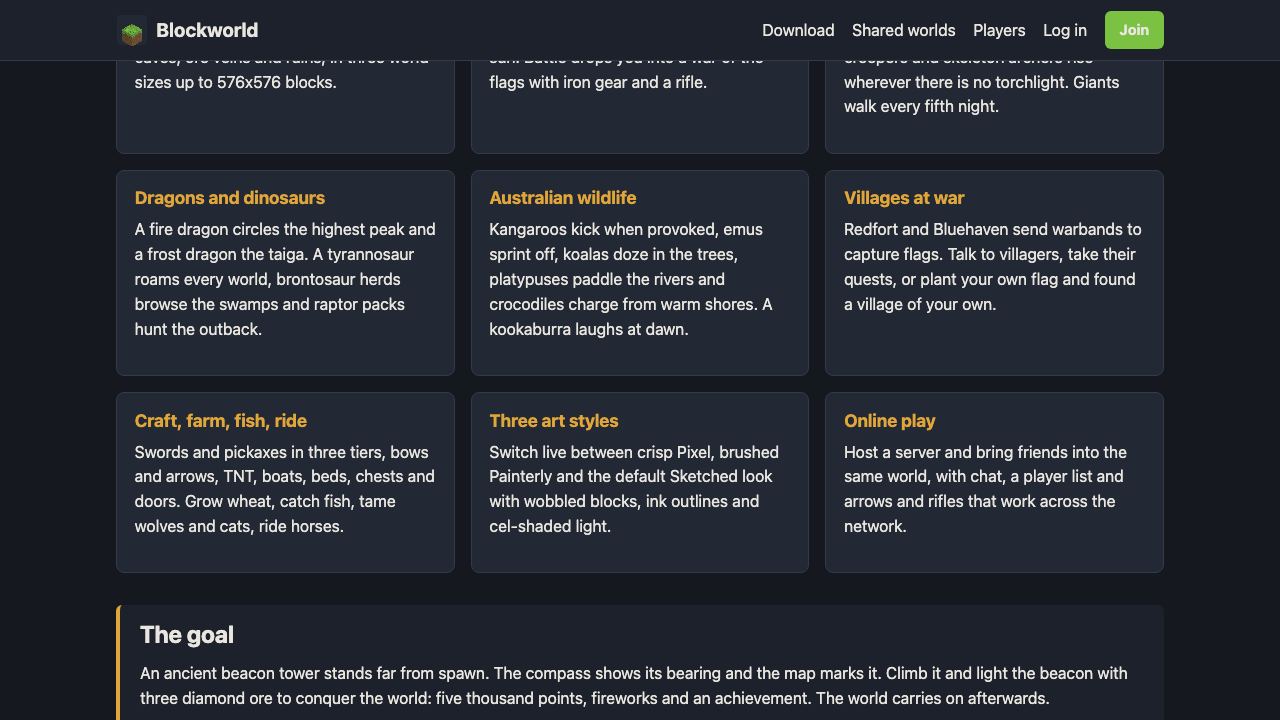 Blockworld
Download
Shared worlds
Players
Log in
Join
sizes up to 576x576 blocks.
flags with iron gear and a rifle.
wherever there is no torchlight. Giants
walk every fifth night.
Dragons and dinosaurs
A fire dragon circles the highest peak and
a frost dragon the taiga. A tyrannosaur
roams every world, brontosaur herds
browse the swamps and raptor packs
hunt the outback.
Australian wildlife
Kangaroos kick when provoked, emus
sprint off, koalas doze in the trees,
platypuses paddle the rivers and
crocodiles charge from warm shores. A
kookaburra laughs at dawn.
Villages at war
Redfort and Bluehaven send warbands to
capture flags. Talk to villagers, take their
quests, or plant your own flag and found
a village of your own.
Craft, farm, fish, ride
Swords and pickaxes in three tiers, bows
and arrows, TNT, boats, beds, chests and
doors. Grow wheat, catch fish, tame
wolves and cats, ride horses.
Three art styles
Switch live between crisp Pixel, brushed
Painterly and the default Sketched look
with wobbled blocks, ink outlines and
cel-shaded light.
Online play
Host a server and bring friends into the
same world, with chat, a player list and
arrows and rifles that work across the
network.
The goal
An ancient beacon tower stands far from spawn. The compass shows its bearing and the map marks it. Climb it and light the beacon with
three diamond ore to conquer the world: five thousand points, fireworks and an achievement. The world carries on afterwards.